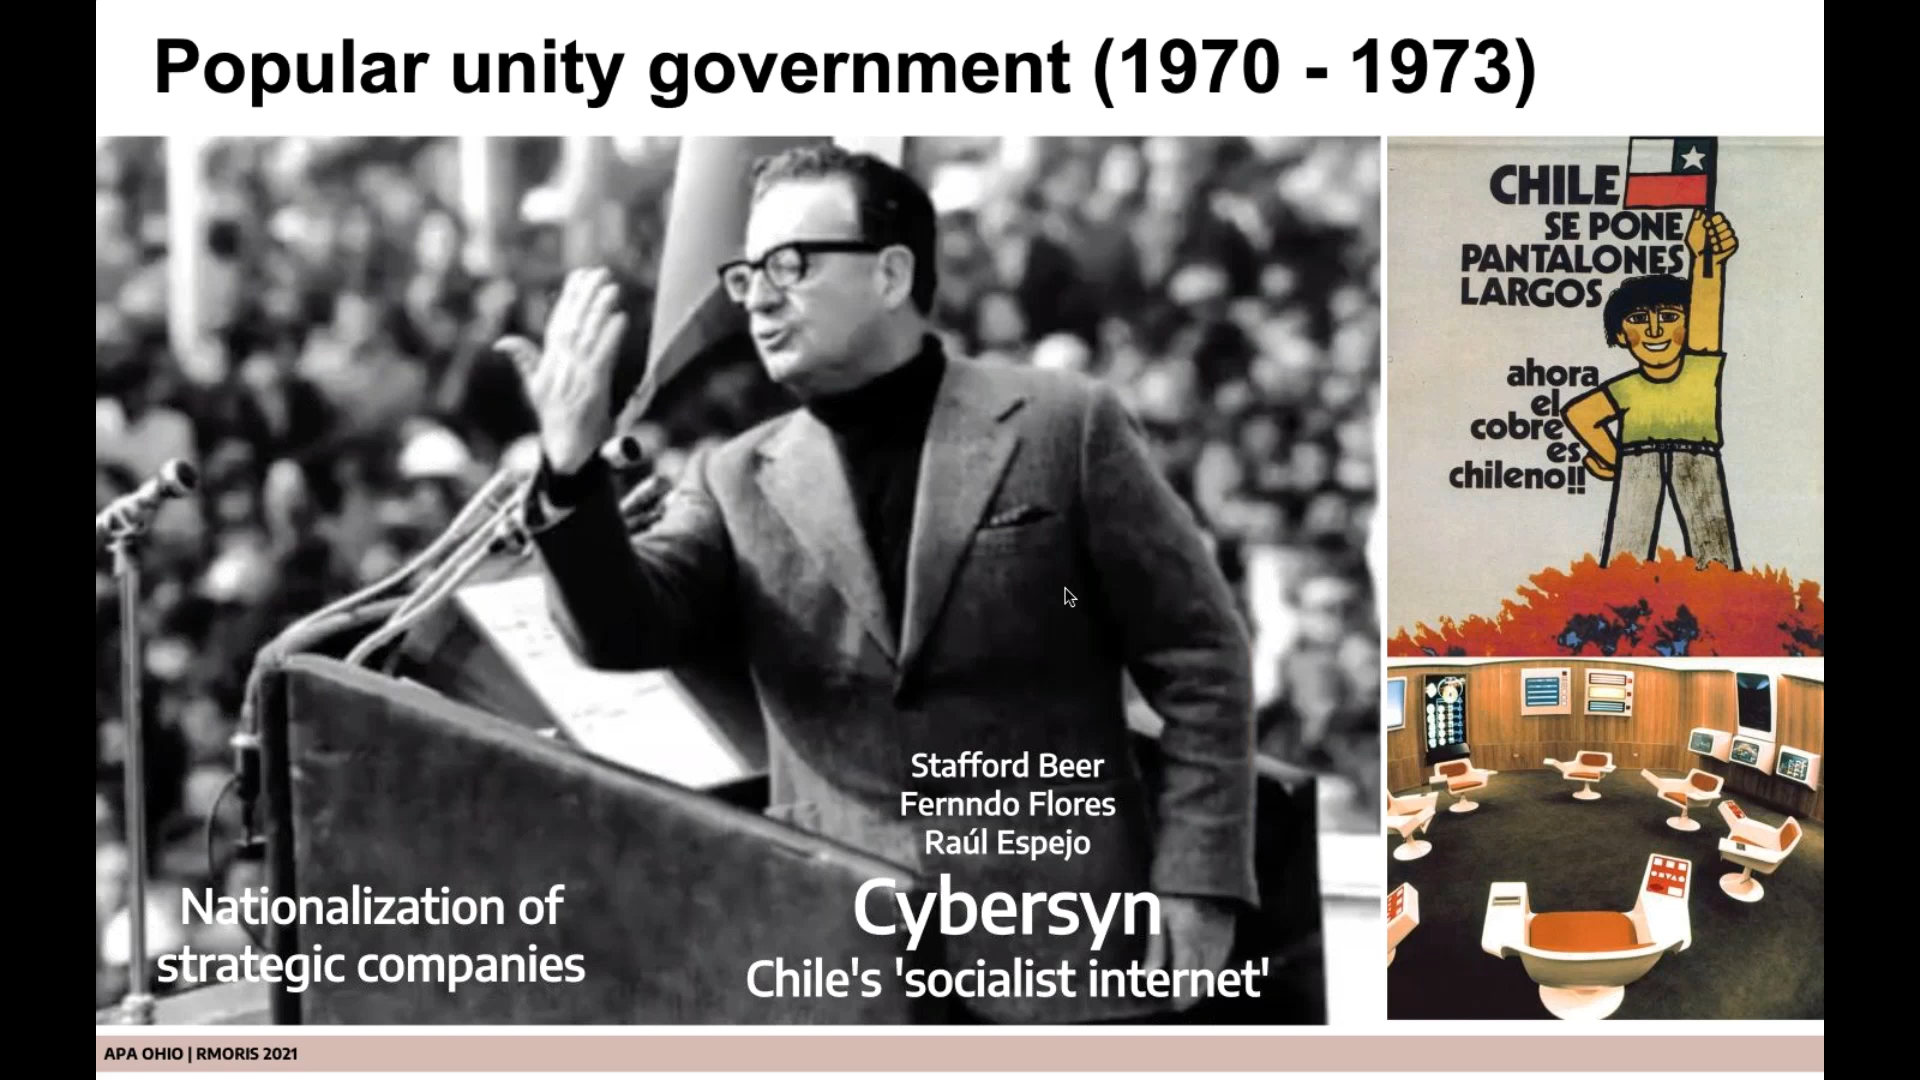 Popular unity government (1970 - 1973)
CHILE
SE PONE
PANTALONES
LARGOS
ahora
el
cobre
es
chileno!!
Stafford Beer
Fernndo Flores
Raúl Espejo
Cybersyn
Chile's 'socialist internet'
Nationalization of
strategic companies
APA OHIO | RMORIS 2021